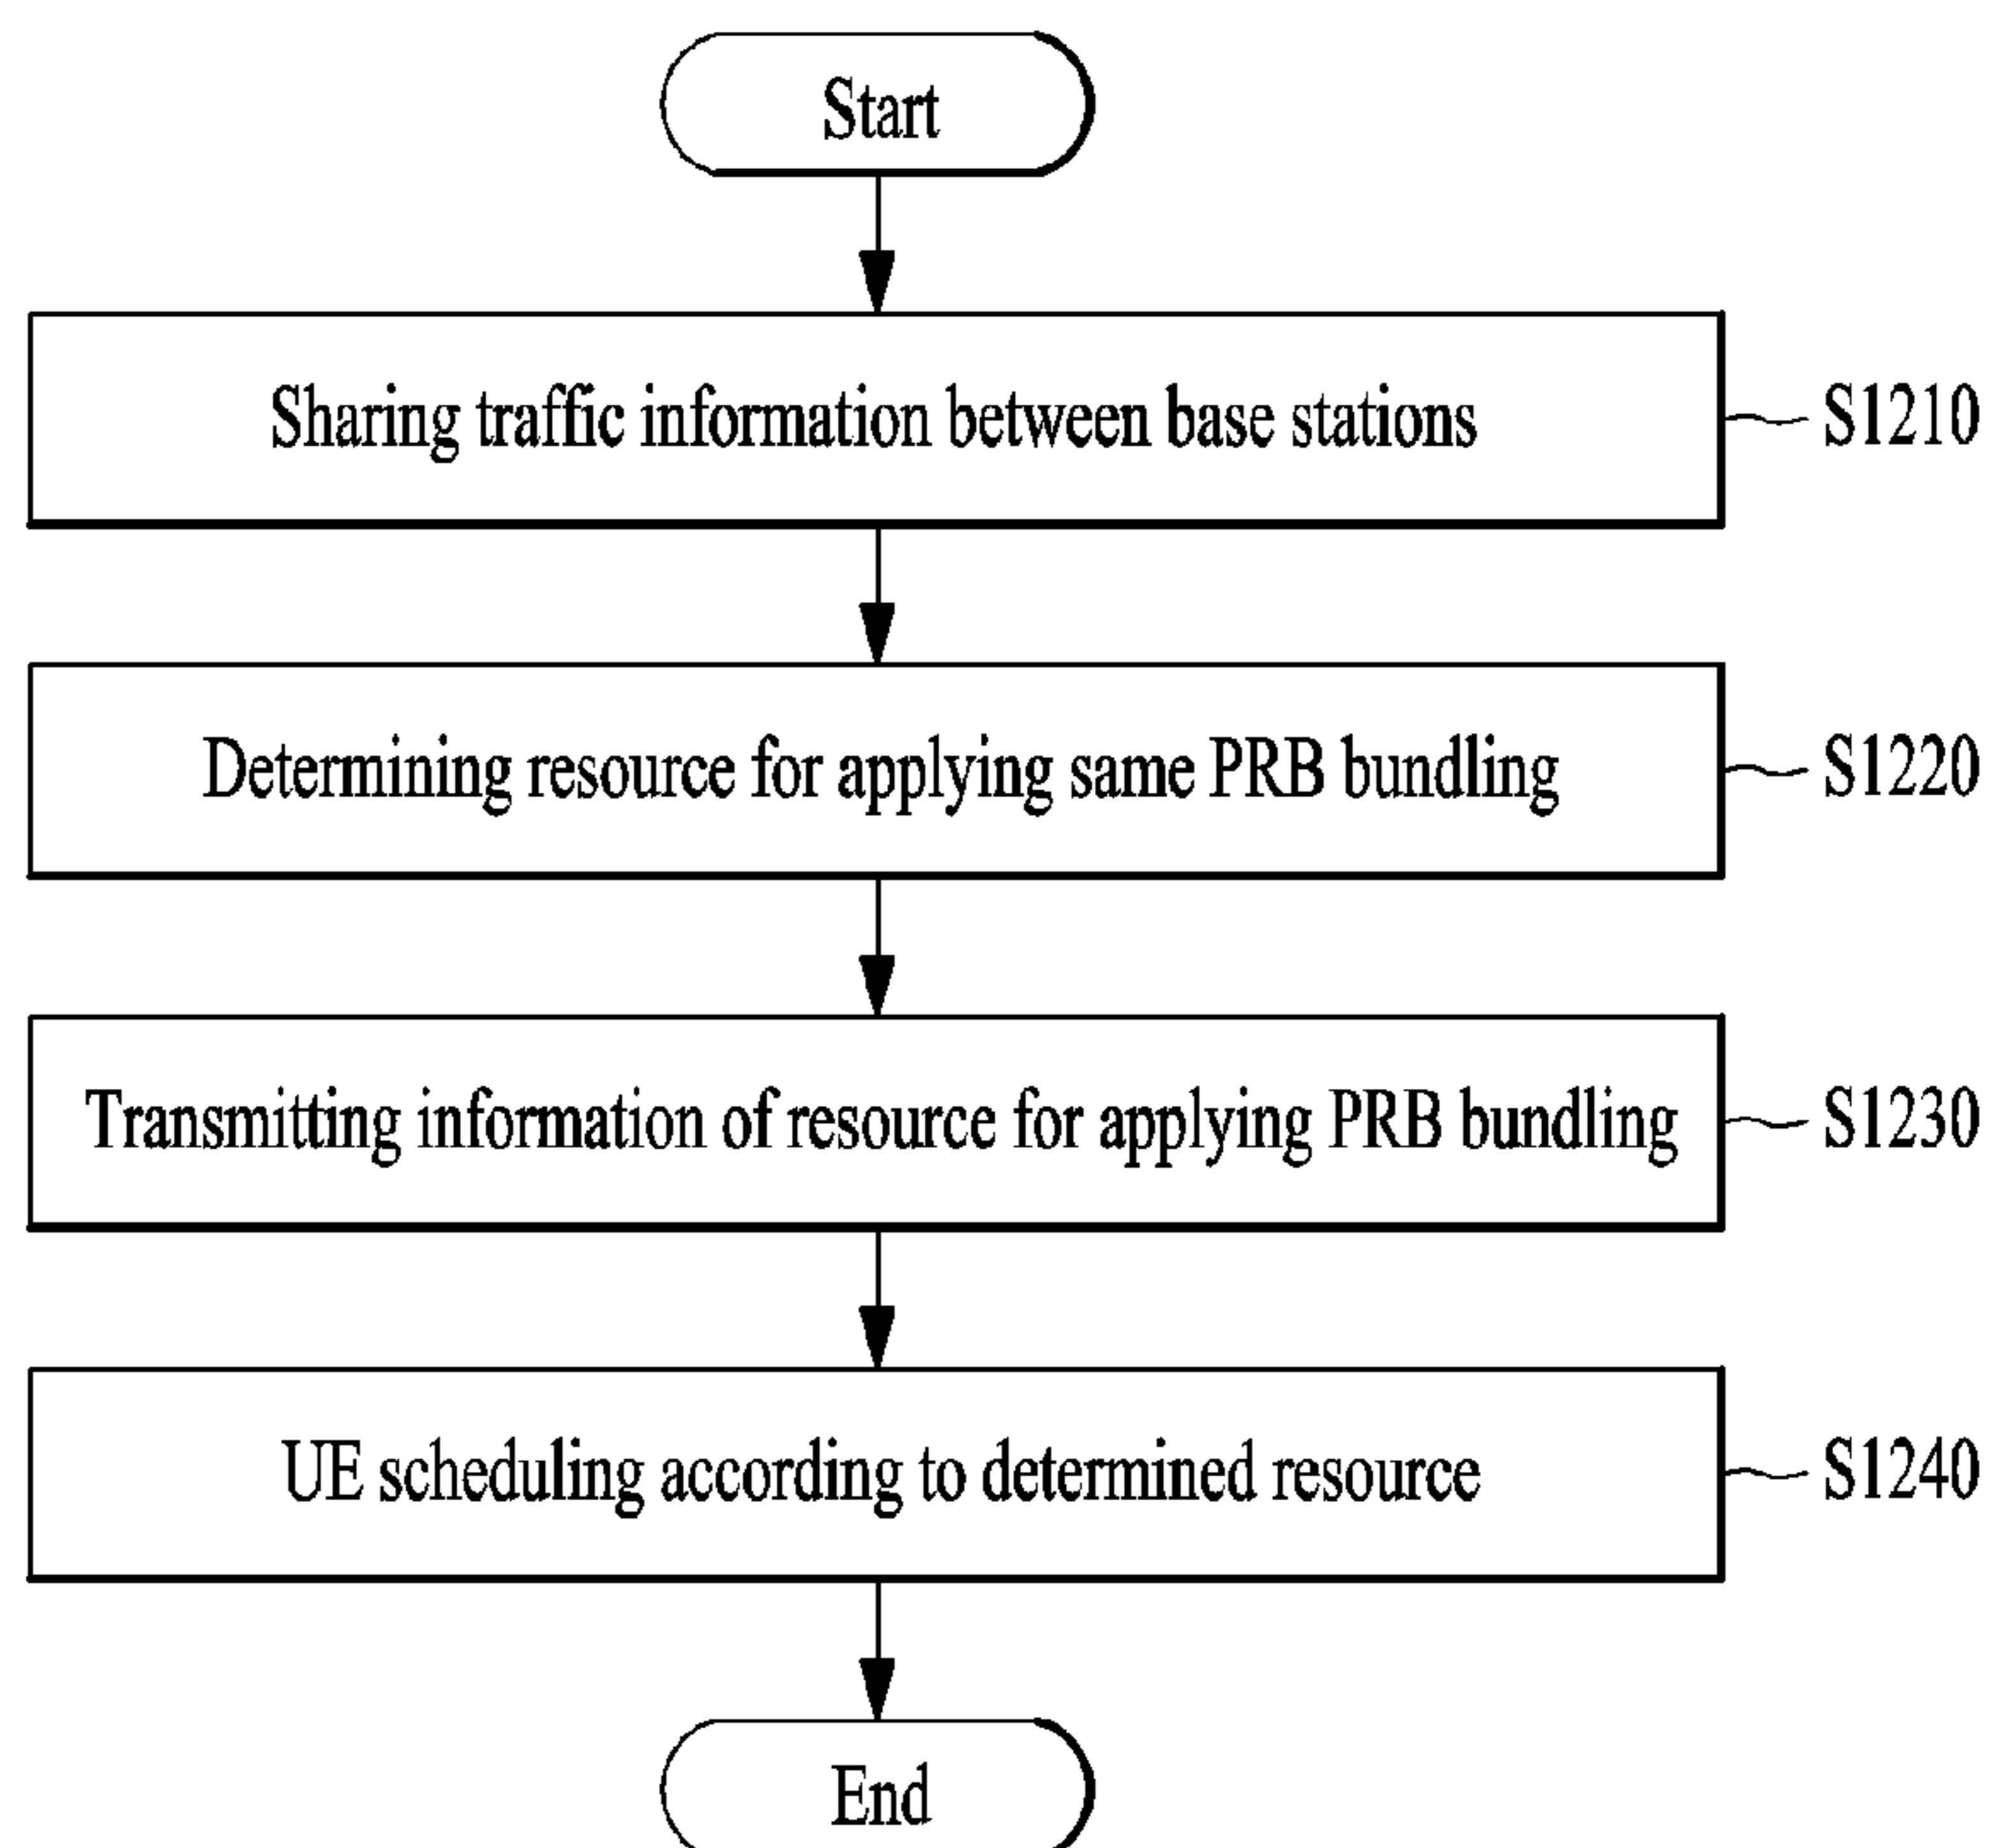 Start
Sharing traffic information between base stations
S1210
Determining resource for applying same PRB bundling
S1220
Transmitting information of resource for applying PRB bundling
S1230
UE scheduling according to determined resource
S1240
End